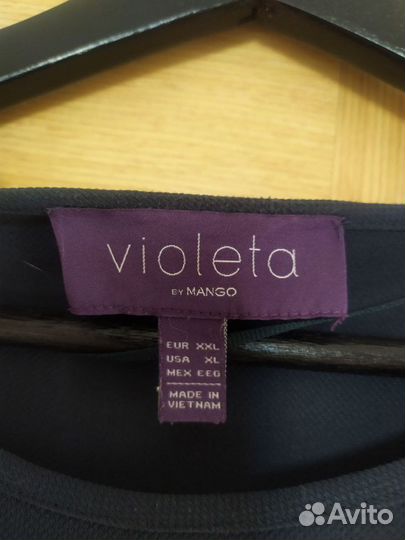 violeta
BY MANGO
EUR XXL
USA XL
MEX EEG
MADE IN
VIETNAM
Avito